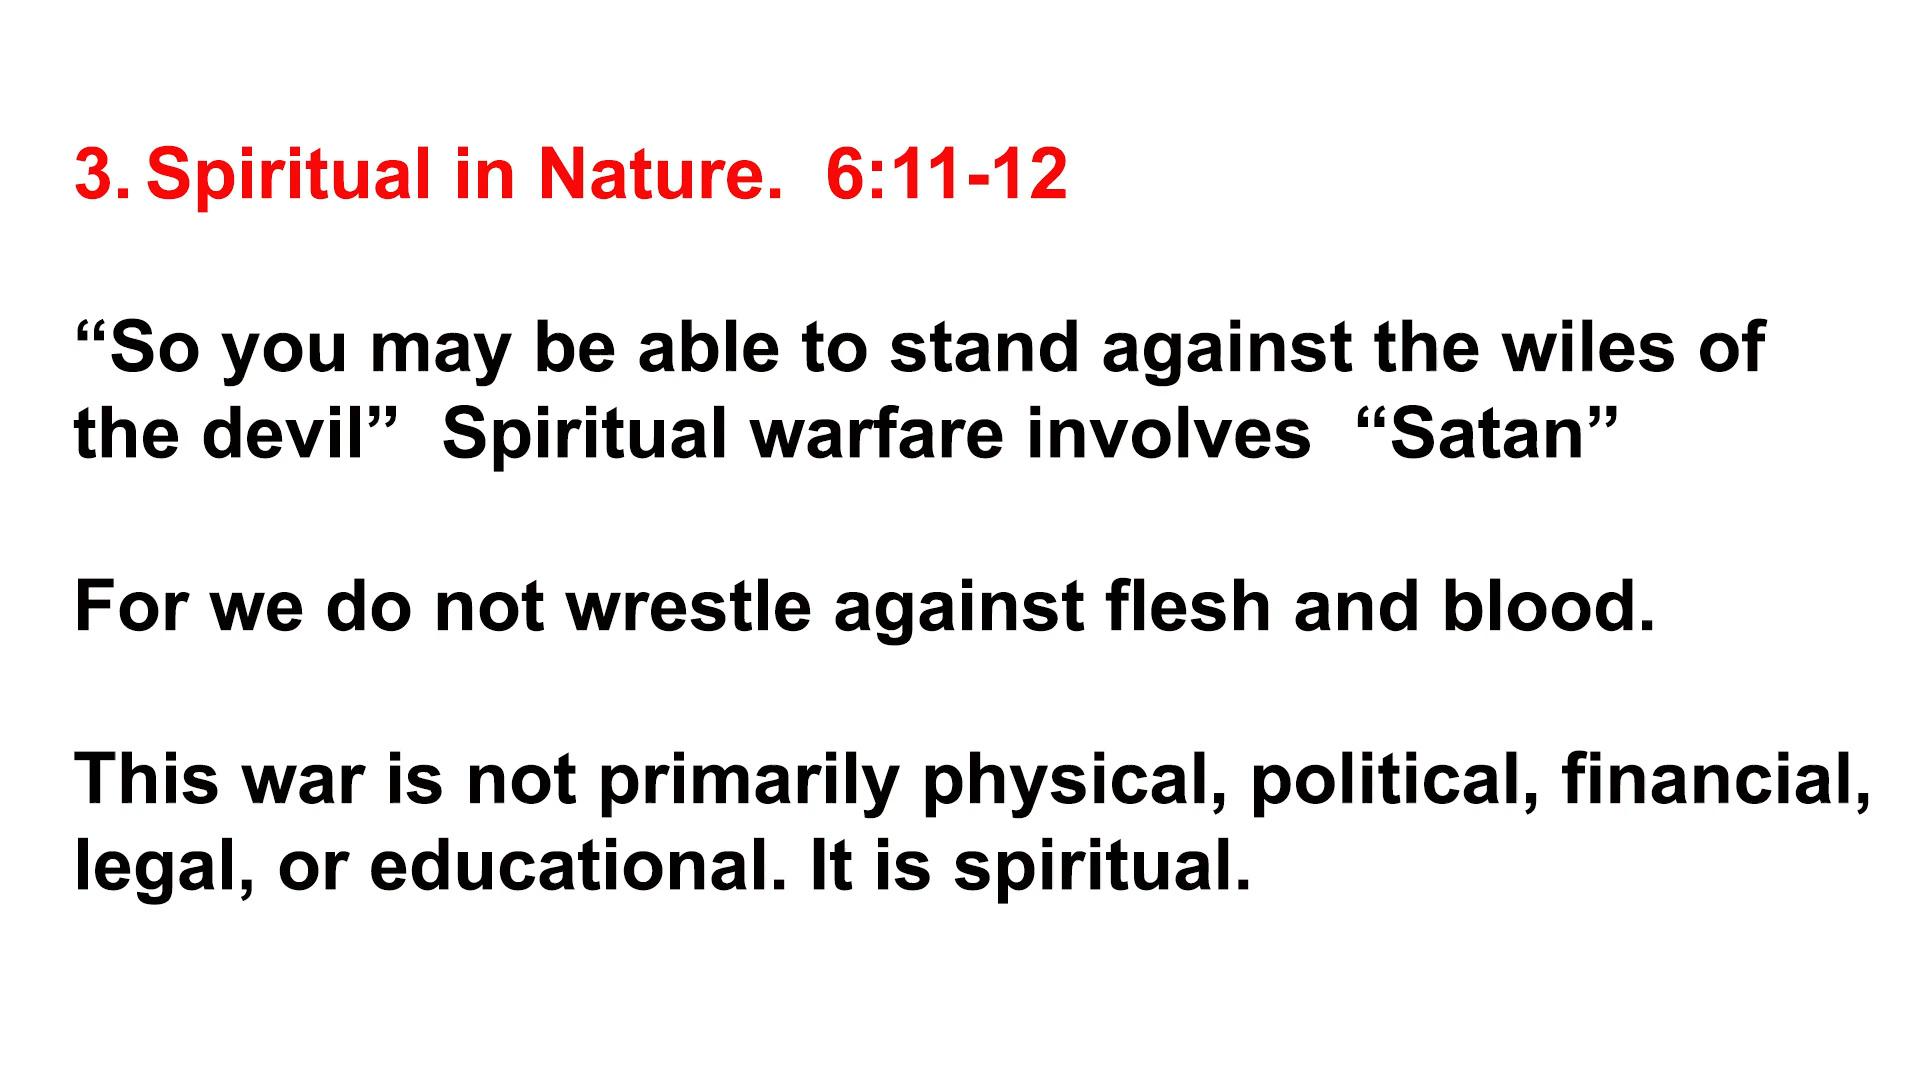 3. Spiritual in Nature.  6:11-12
“So you may be able to stand against the wiles of
the devil”  Spiritual warfare involves  “Satan”
For we do not wrestle against flesh and blood.
This war is not primarily physical, political, financial,
legal, or educational. It is spiritual.